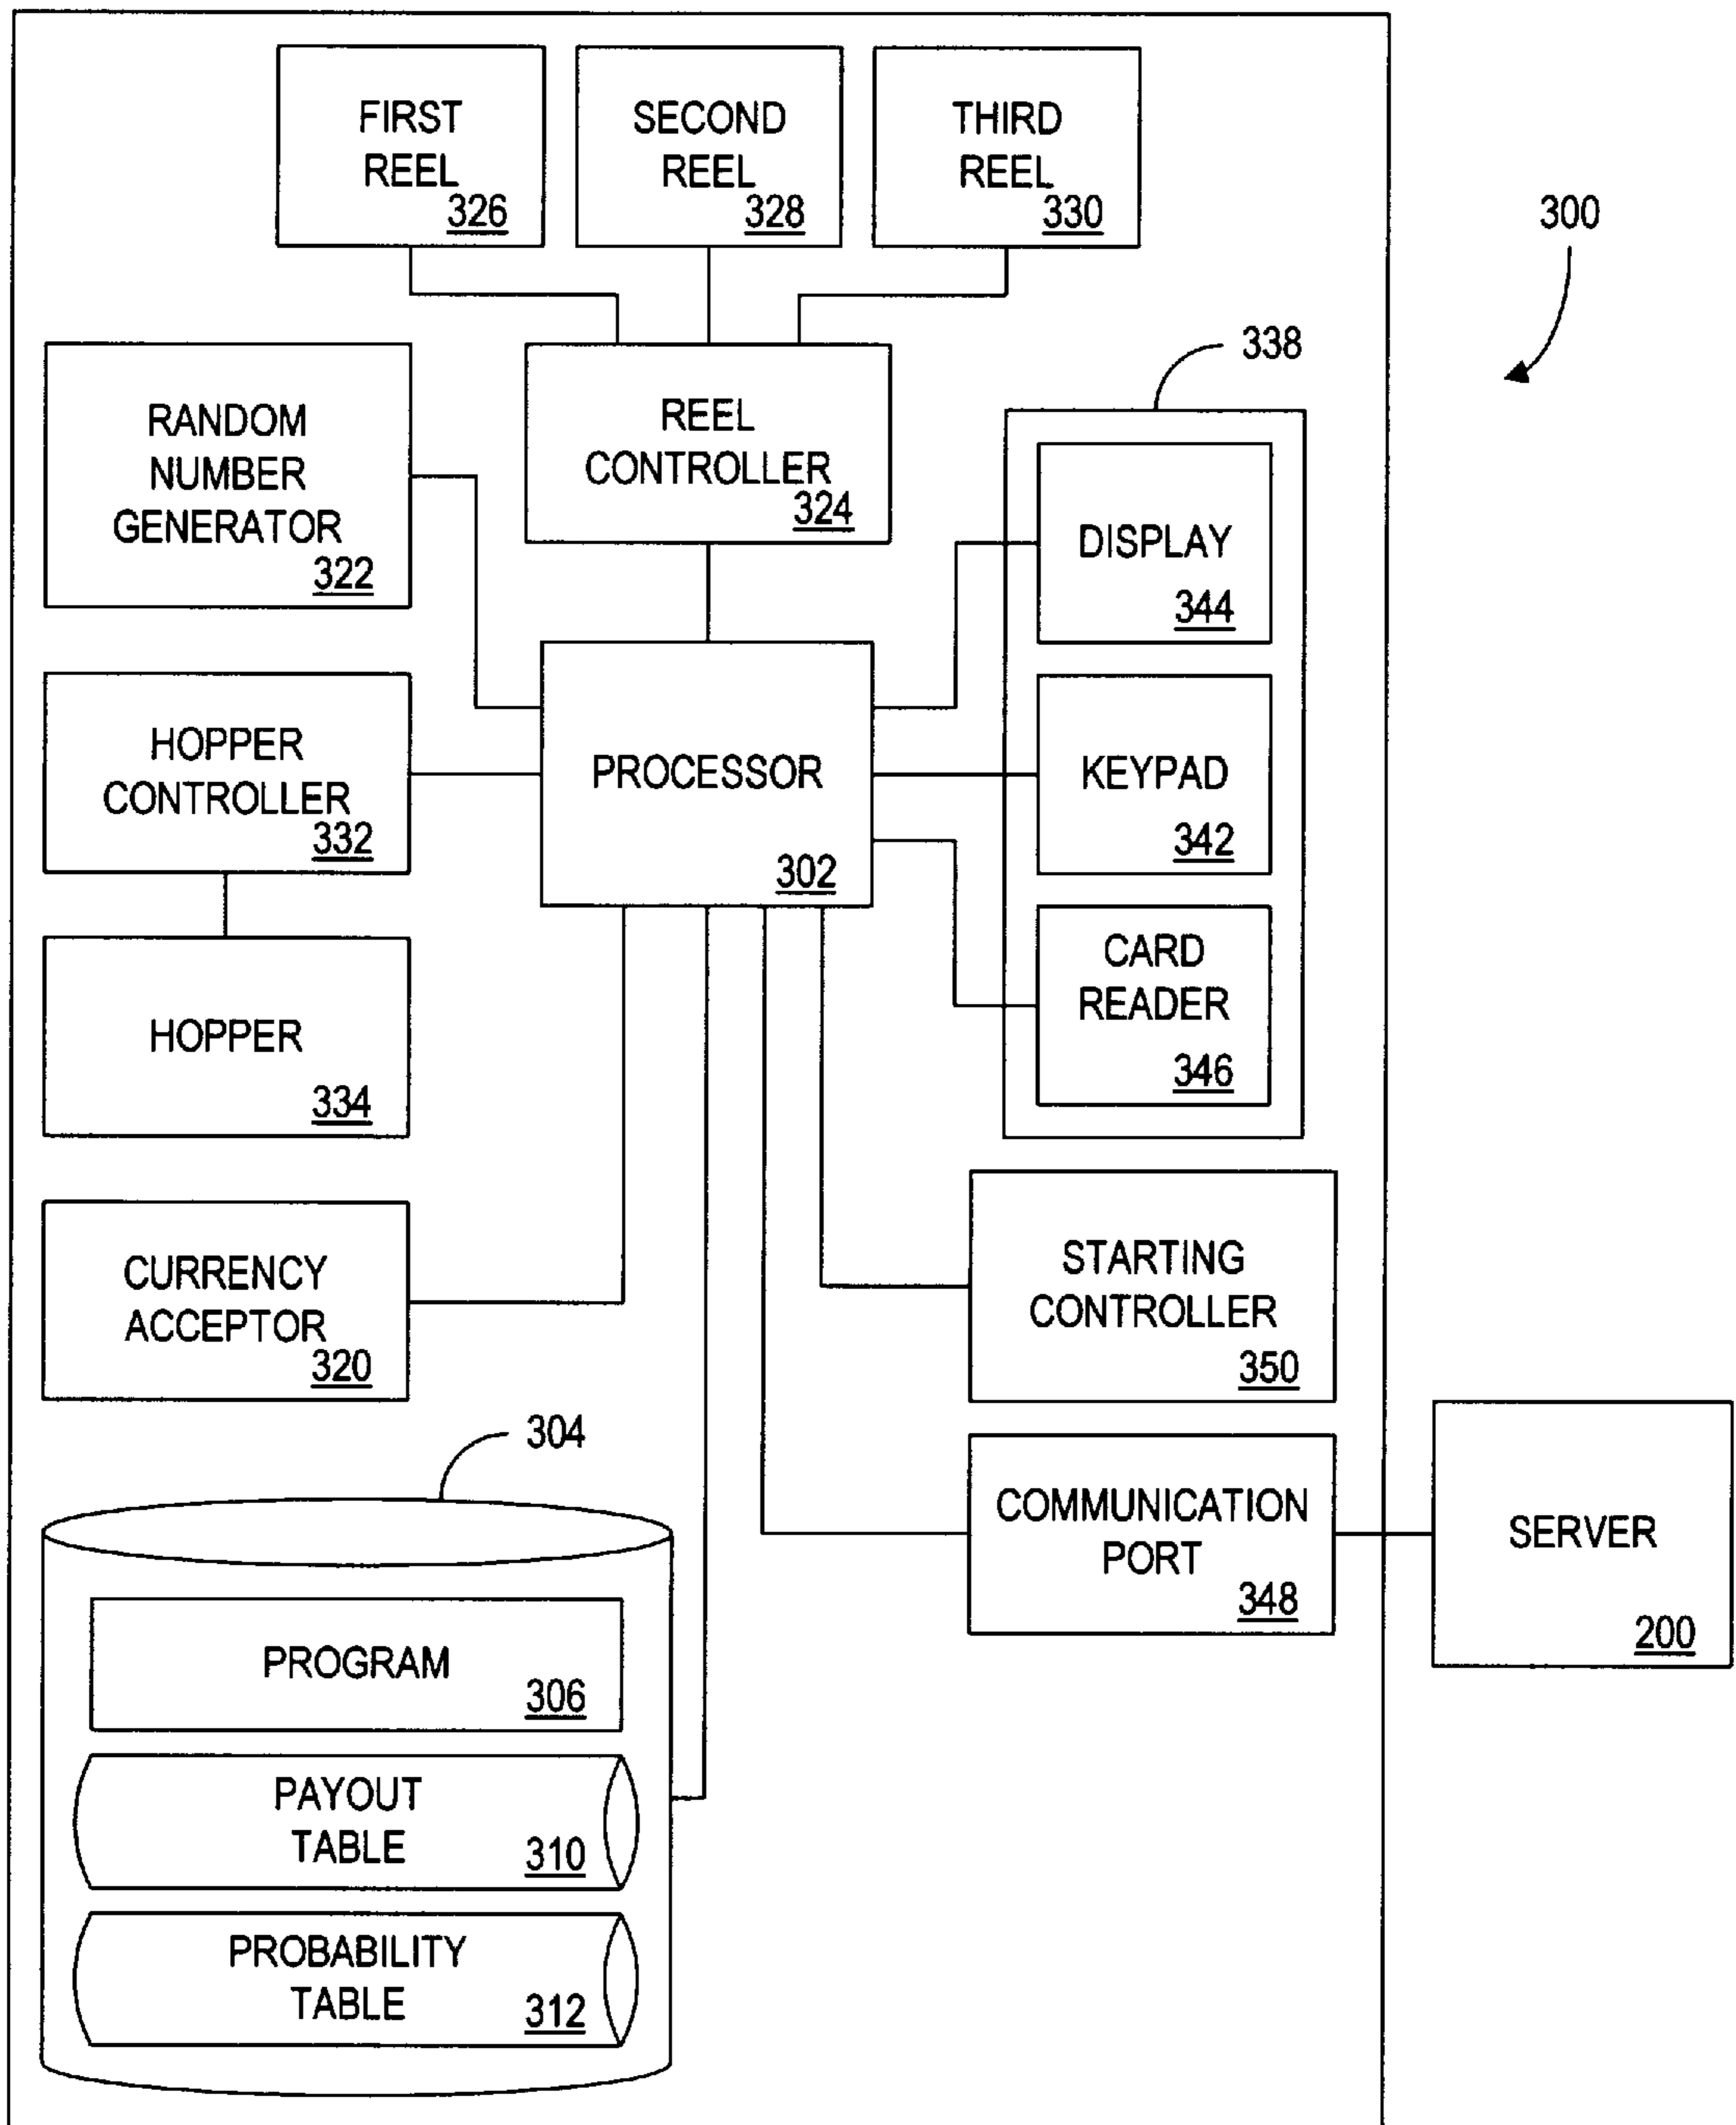 FIRST
REEL
326
SECOND
REEL
328
THIRD
REEL
330
300
338
RANDOM
NUMBER
GENERATOR
322
REEL
CONTROLLER
324
DISPLAY
344
HOPPER
CONTROLLER
332
PROCESSOR
302
KEYPAD
342
CARD
READER
346
HOPPER
334
CURRENCY
ACCEPTOR
320
STARTING
CONTROLLER
350
304
COMMUNICATION
PORT
348
SERVER
200
PROGRAM
306
PAYOUT
TABLE
310
PROBABILITY
TABLE
312